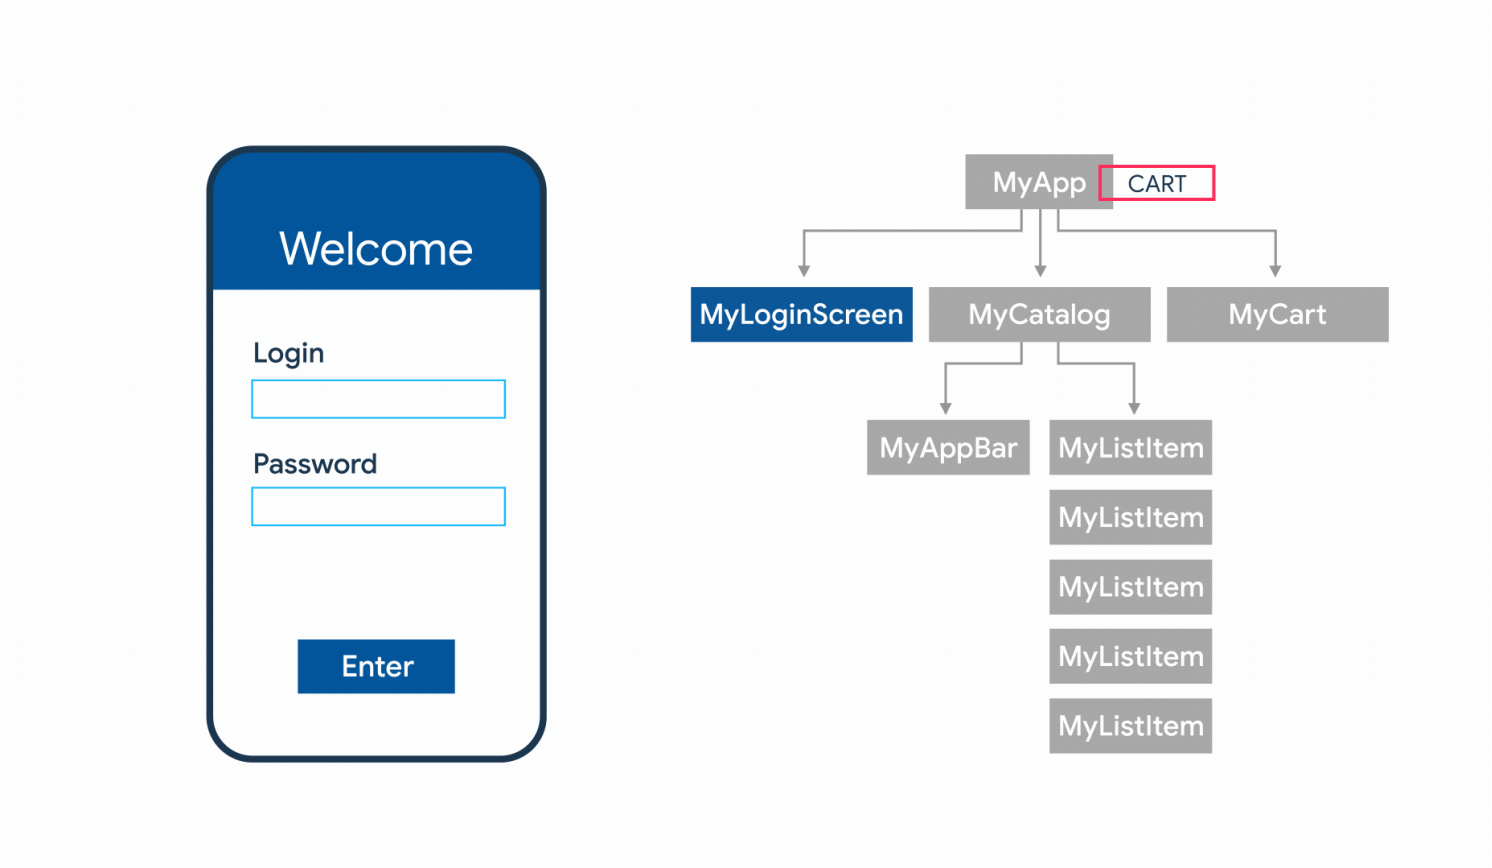 Welcome
Login
Password
Enter
MyApp
CART
MyLoginScreen
MyCatalog
MyCart
MyAppBar
MyListItem
MyListItem
MyListItem
MyListItem
MyListItem